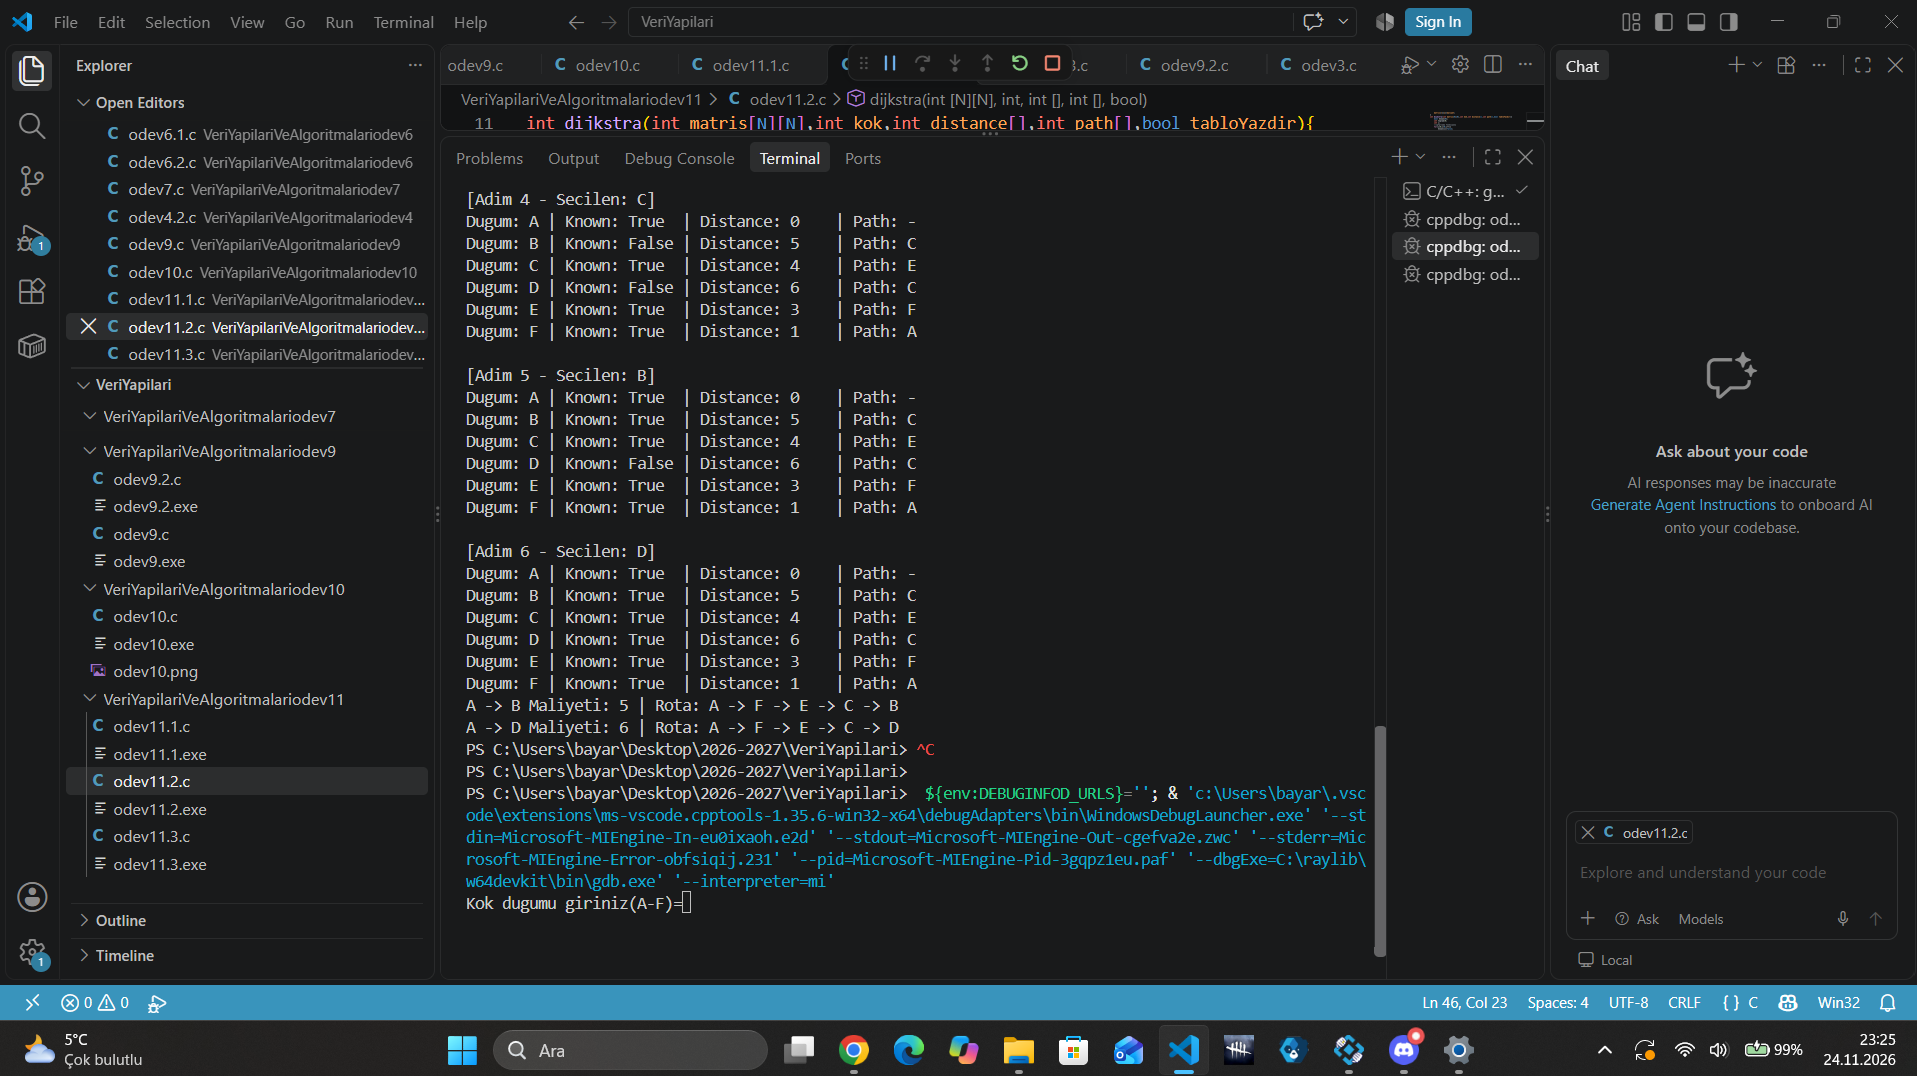 File Edit Selection View Go Run Terminal Help
VeriYapilari
Sign In
Explorer
Open Editors
odev6.1.c VeriYapilariVeAlgoritmalariodev6
odev6.2.c VeriYapilariVeAlgoritmalariodev6
odev7.c VeriYapilariVeAlgoritmalariodev7
odev4.2.c VeriYapilariVeAlgoritmalariodev4
odev9.c VeriYapilariVeAlgoritmalariodev9
odev10.c VeriYapilariVeAlgoritmalariodev10
odev11.1.c VeriYapilariVeAlgoritmalariodev...
odev11.2.c VeriYapilariVeAlgoritmalariodev...
odev11.3.c VeriYapilariVeAlgoritmalariodev...
VeriYapilari
VeriYapilariVeAlgoritmalariodev7
VeriYapilariVeAlgoritmalariodev9
odev9.2.c
odev9.2.exe
odev9.c
odev9.exe
VeriYapilariVeAlgoritmalariodev10
odev10.c
odev10.exe
odev10.png
VeriYapilariVeAlgoritmalariodev11
odev11.1.c
odev11.1.exe
odev11.2.c
odev11.2.exe
odev11.3.c
odev11.3.exe
Outline
Timeline
odev9.c odev10.c odev11.1.c 3.c odev9.2.c odev3.c
VeriYapilariVeAlgoritmalariodev11 > odev11.2.c > dijkstra(int [N][N], int, int [], int [], bool)
11 int dijkstra(int matris[N][N],int kok,int distance[],int path[],bool tabloYazdir){
Problems Output Debug Console Terminal Ports
[Adim 4 - Secilen: C]
Dugum: A | Known: True | Distance: 0 | Path: -
Dugum: B | Known: False | Distance: 5 | Path: C
Dugum: C | Known: True | Distance: 4 | Path: E
Dugum: D | Known: False | Distance: 6 | Path: C
Dugum: E | Known: True | Distance: 3 | Path: F
Dugum: F | Known: True | Distance: 1 | Path: A
[Adim 5 - Secilen: B]
Dugum: A | Known: True | Distance: 0 | Path: -
Dugum: B | Known: True | Distance: 5 | Path: C
Dugum: C | Known: True | Distance: 4 | Path: E
Dugum: D | Known: False | Distance: 6 | Path: C
Dugum: E | Known: True | Distance: 3 | Path: F
Dugum: F | Known: True | Distance: 1 | Path: A
[Adim 6 - Secilen: D]
Dugum: A | Known: True | Distance: 0 | Path: -
Dugum: B | Known: True | Distance: 5 | Path: C
Dugum: C | Known: True | Distance: 4 | Path: E
Dugum: D | Known: True | Distance: 6 | Path: C
Dugum: E | Known: True | Distance: 3 | Path: F
Dugum: F | Known: True | Distance: 1 | Path: A
A -> B Maliyeti: 5 | Rota: A -> F -> E -> C -> B
A -> D Maliyeti: 6 | Rota: A -> F -> E -> C -> D
PS C:\Users\bayar\Desktop\2026-2027\VeriYapilari> ^C
PS C:\Users\bayar\Desktop\2026-2027\VeriYapilari>
PS C:\Users\bayar\Desktop\2026-2027\VeriYapilari> ${env:DEBUGINFOD_URLS}=''; & 'c:\Users\bayar\.vsc
ode\extensions\ms-vscode.cpptools-1.35.6-win32-x64\debugAdapters\bin\WindowsDebugLauncher.exe' '--st
din=Microsoft-MIEngine-In-eu0ixaoh.e2d' '--stdout=Microsoft-MIEngine-Out-cgefva2e.zwc' '--stderr=Mic
rosoft-MIEngine-Error-obfsiqij.231' '--pid=Microsoft-MIEngine-Pid-3gqpz1eu.paf' '--dbgExe=C:\raylib\
w64devkit\bin\gdb.exe' '--interpreter=mi'
Kok dugumu giriniz(A-F)=
C/C++: g...
cppdbg: od...
cppdbg: od...
cppdbg: od...
Chat
Ask about your code
AI responses may be inaccurate
Generate Agent Instructions to onboard AI
onto your codebase.
odev11.2.c
Explore and understand your code
Ask Models
Local
1
1
0 0
Ln 46, Col 23 Spaces: 4 UTF-8 CRLF { } C Win32
5°C
Çok bulutlu
Ara
99%
23:25
24.11.2026